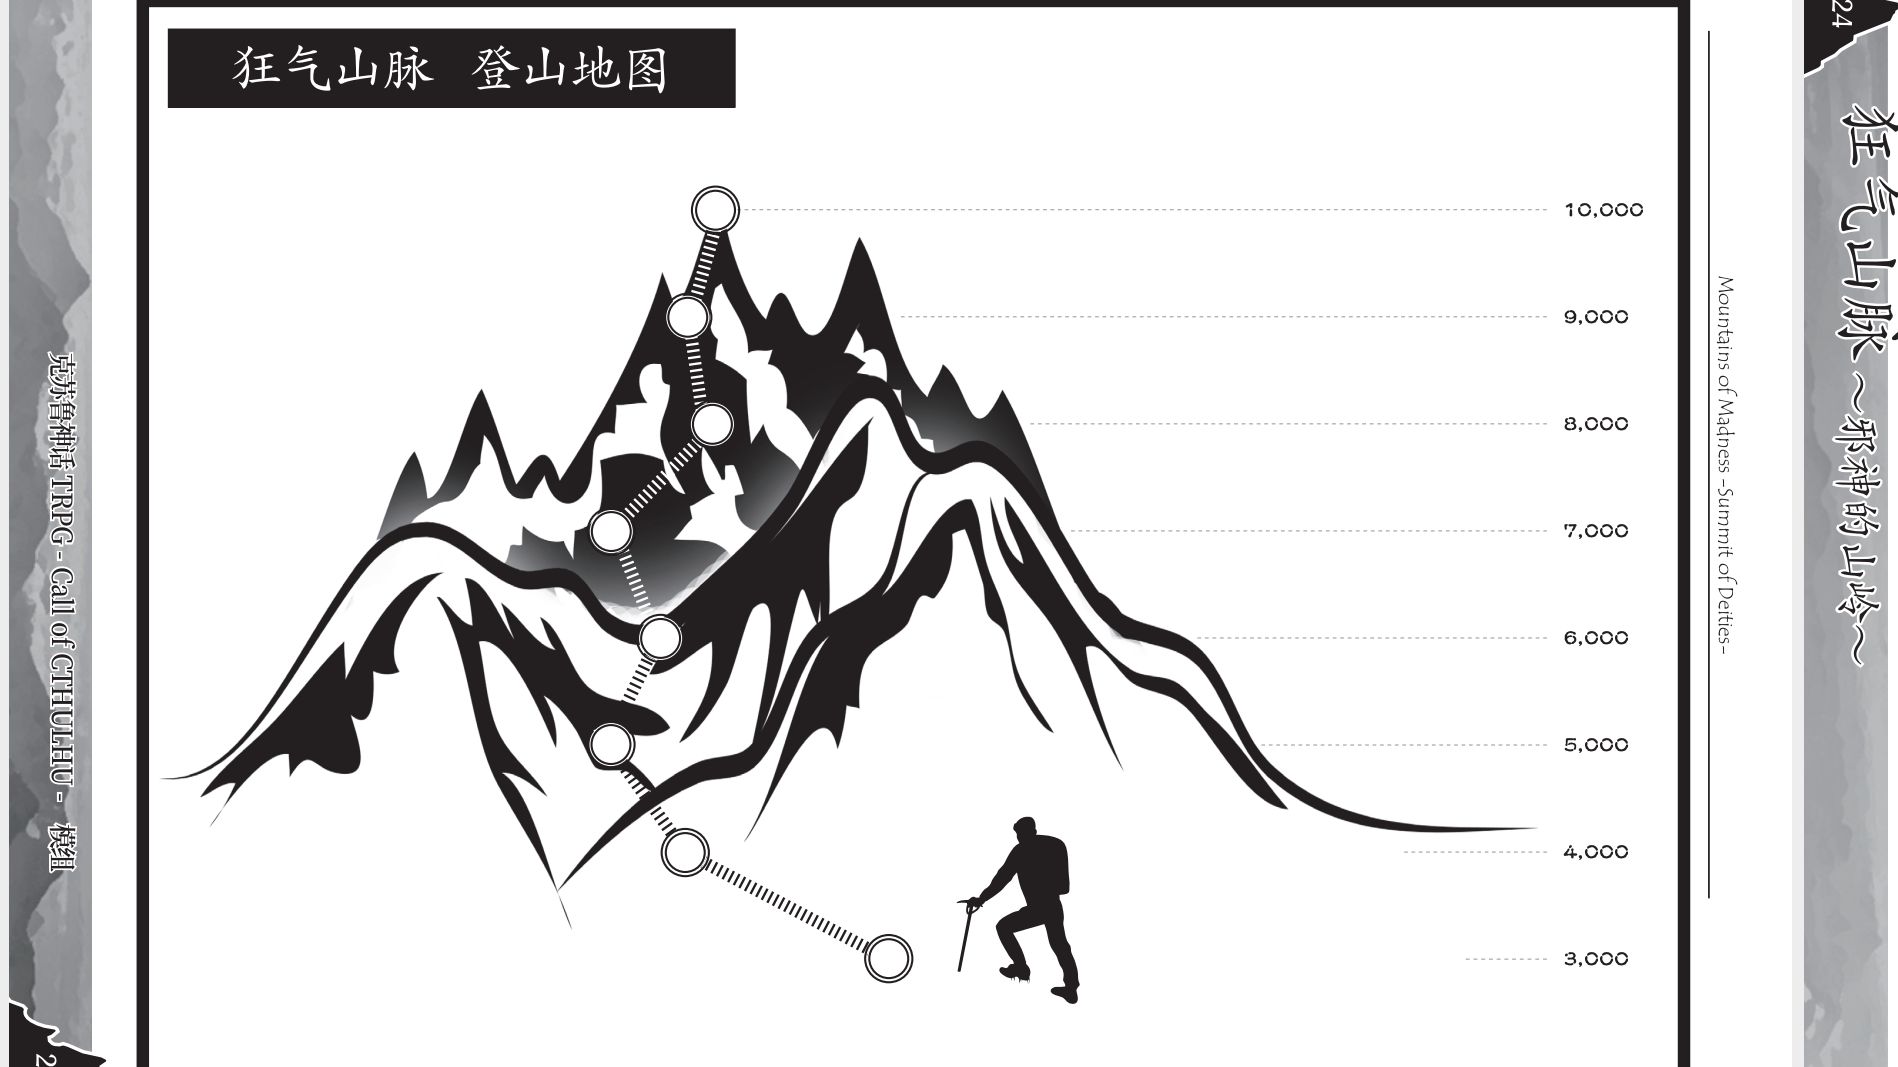 狂气山脉 登山地图
10,000
9,000
8,000
7,000
6,000
5,000
4,000
3,000
克苏鲁神话 TRPG - Call of CTHULHU - 模组
2
Mountains of Madness -Summit of Deities-
24
狂气山脉 ～邪神的山岭～